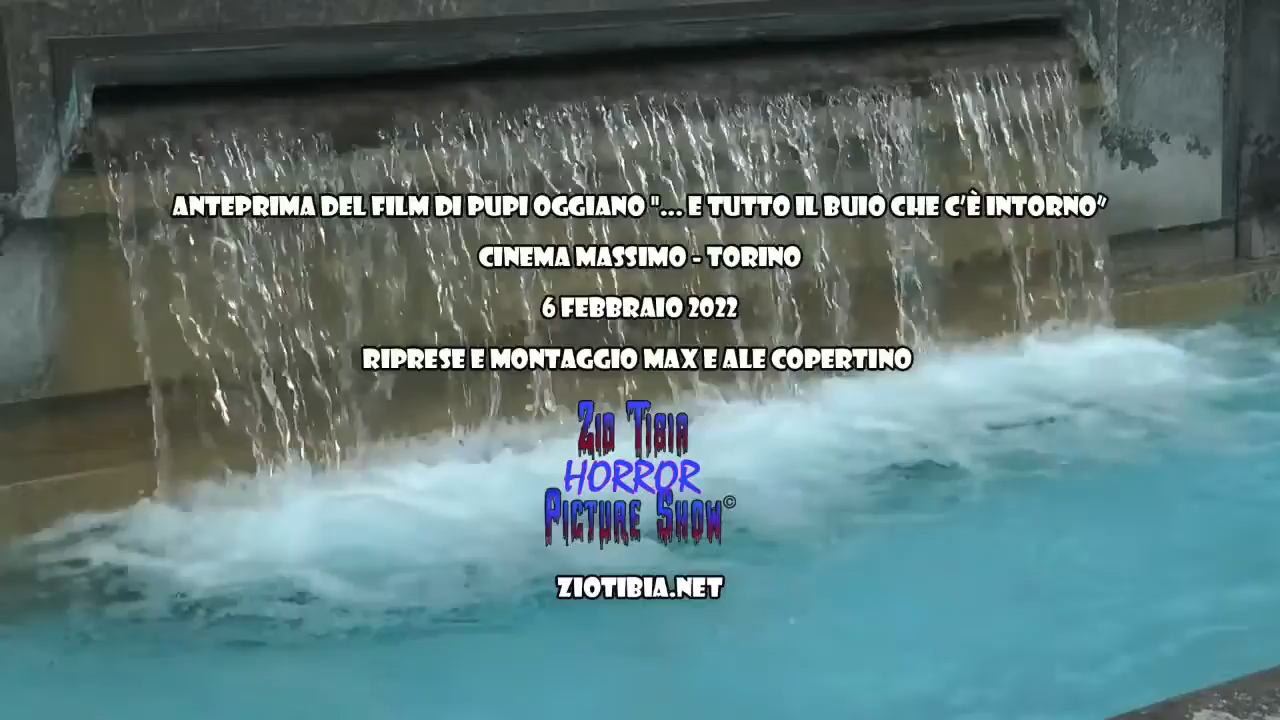 ANTEPRIMA DEL FILM DI PUPI OGGIANO "... E TUTTO IL BUIO CHE C'È INTORNO"
CINEMA MASSIMO - TORINO
6 FEBBRAIO 2022
RIPRESE E MONTAGGIO MAX E ALE COPERTINO
ZIO TIBIA
HORROR
PICTURE SHOW©
ZIOTIBIA.NET